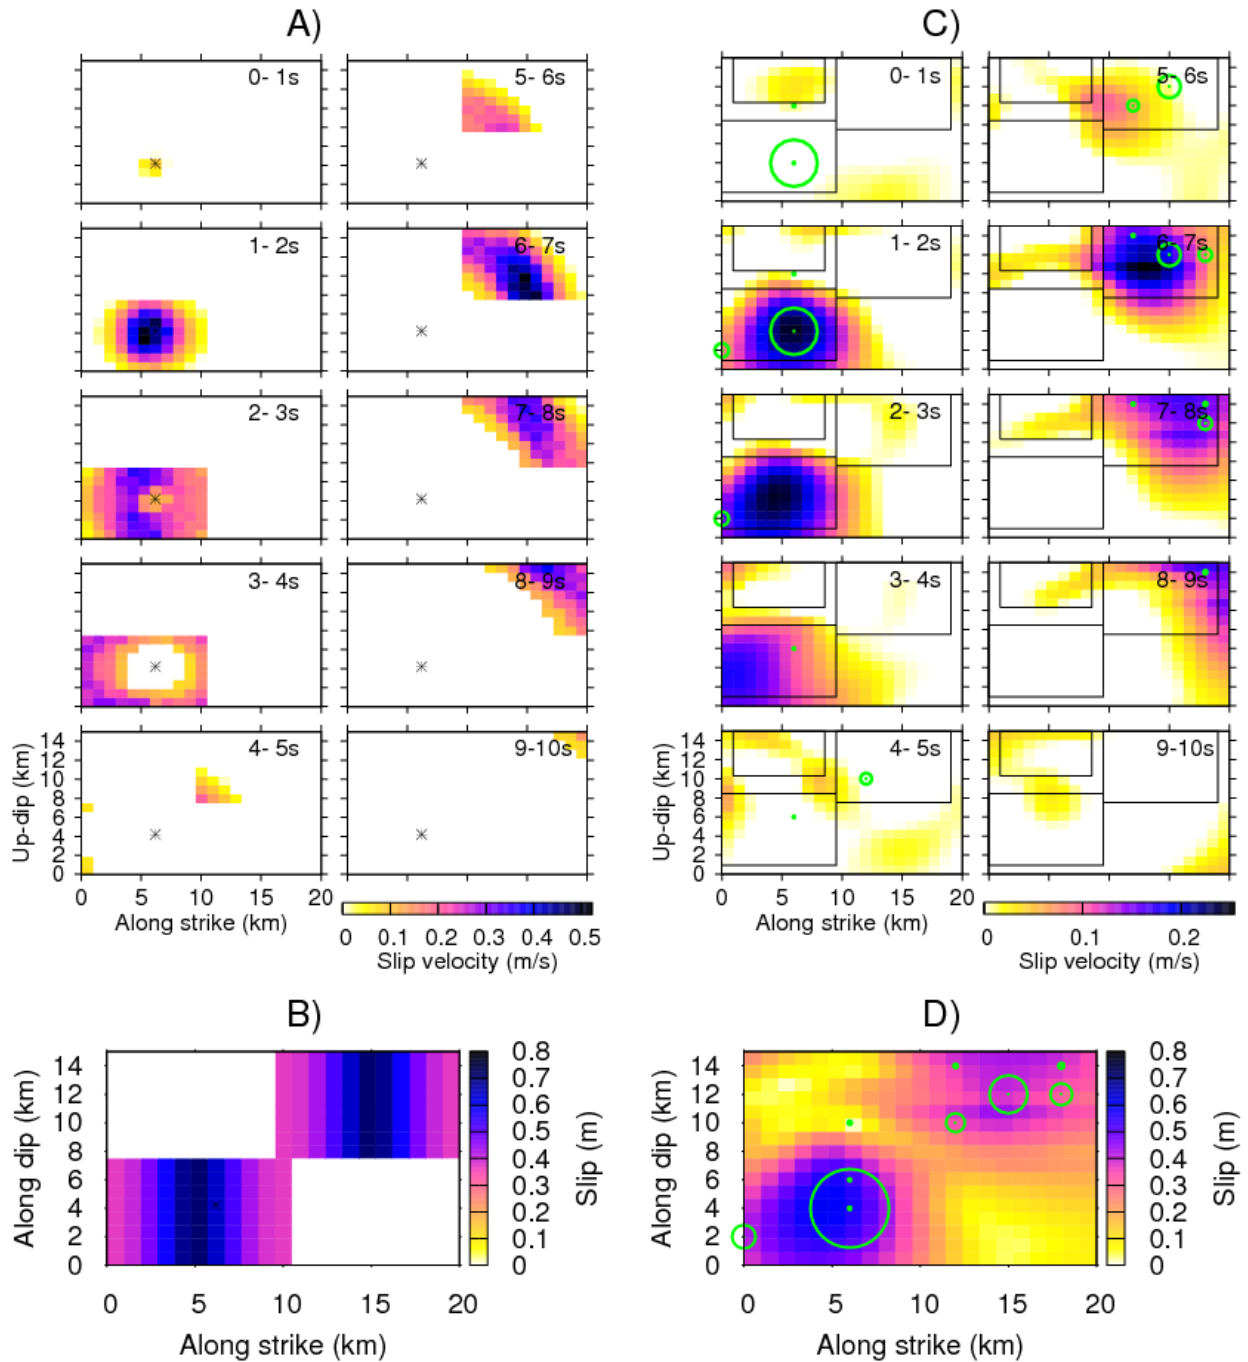 A)
C)
0- 1s
5- 6s
0- 1s
5- 6s
1- 2s
6- 7s
1- 2s
6- 7s
2- 3s
7- 8s
2- 3s
7- 8s
3- 4s
8- 9s
3- 4s
8- 9s
4- 5s
9-10s
4- 5s
9-10s
Up-dip (km)
14
12
10
8
6
4
2
0
0 5 10 15 20
Along strike (km)
0 0.1 0.2 0.3 0.4 0.5
Slip velocity (m/s)
Up-dip (km)
14
12
10
8
6
4
2
0
0 5 10 15 20
Along strike (km)
0 0.1 0.2
Slip velocity (m/s)
B)
Along dip (km)
14
12
10
8
6
4
2
0
0 5 10 15 20
Along strike (km)
0.8
0.7
0.6
0.5
0.4
0.3
0.2
0.1
0
Slip (m)
D)
Along dip (km)
14
12
10
8
6
4
2
0
0 5 10 15 20
Along strike (km)
0.8
0.7
0.6
0.5
0.4
0.3
0.2
0.1
0
Slip (m)